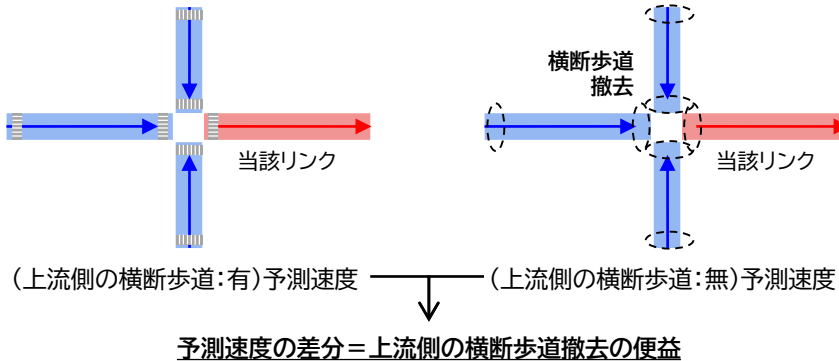 横断歩道
撤去
当該リンク
当該リンク
(上流側の横断歩道:有)予測速度
(上流側の横断歩道:無)予測速度
予測速度の差分=上流側の横断歩道撤去の便益